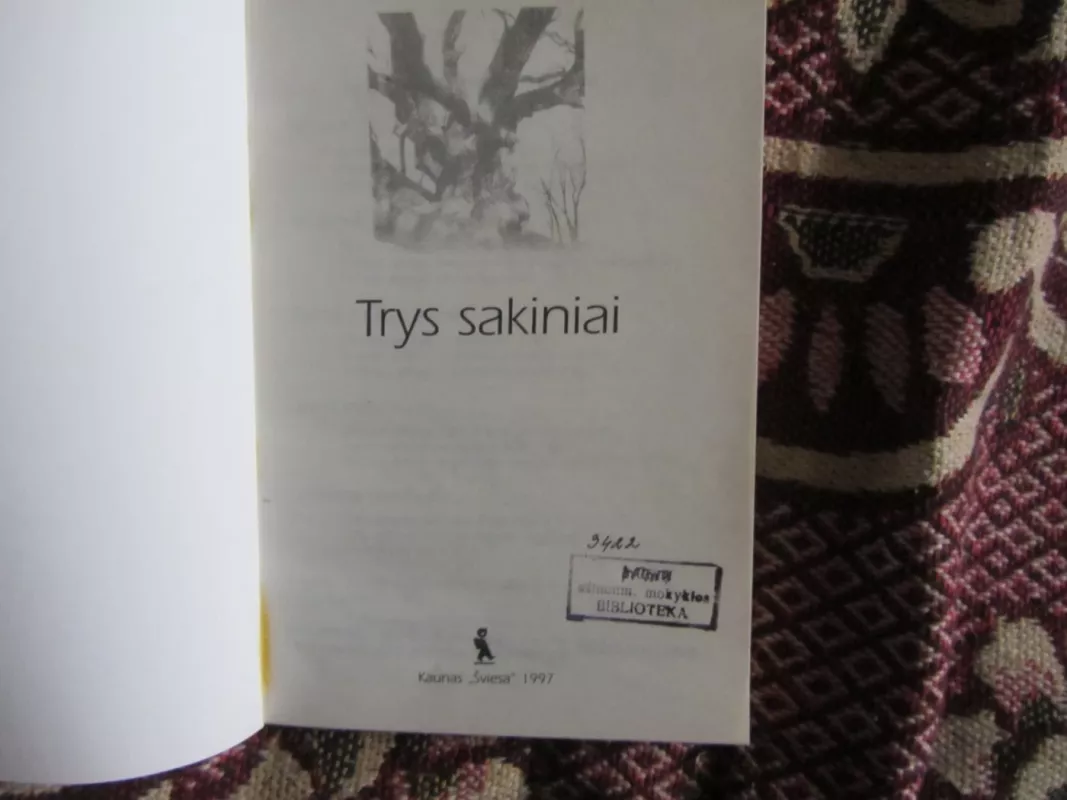 Trys sakiniai
3422
mokyklos
BIBLIOTEKA
Kaunas „Šviesa" 1997